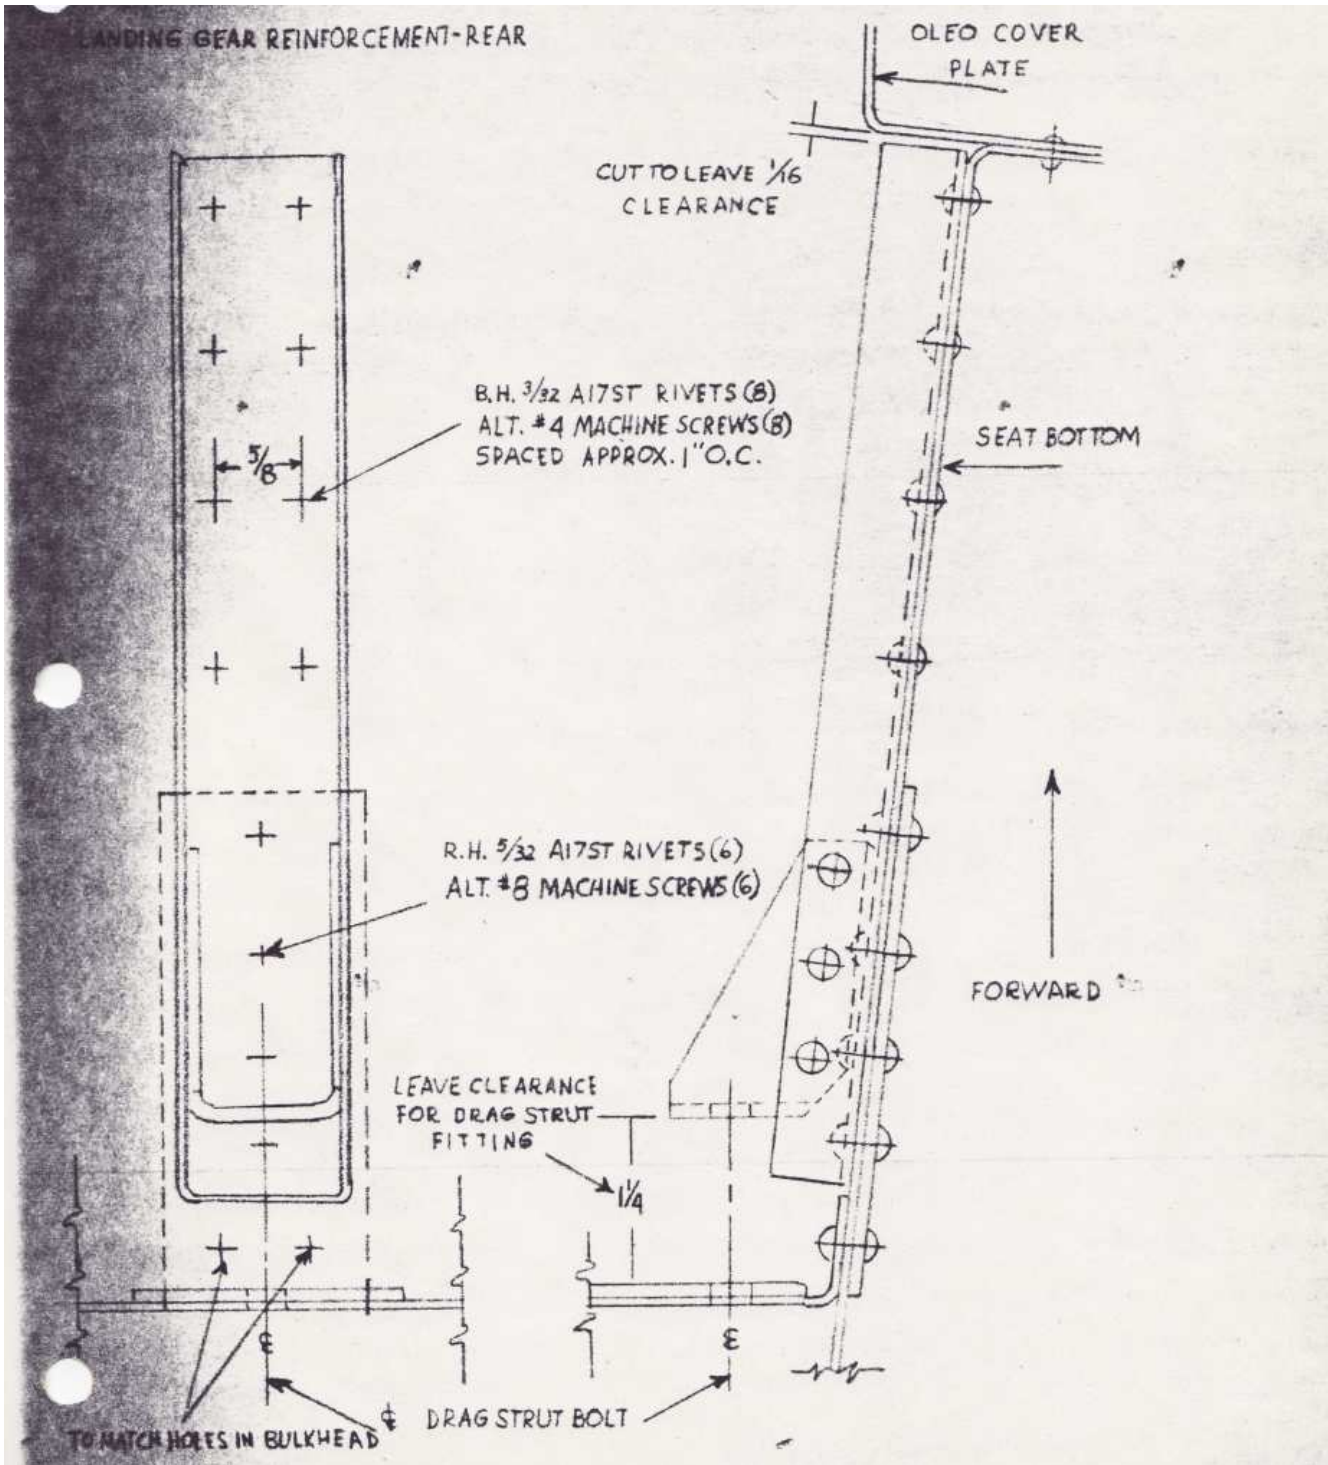 LANDING GEAR REINFORCEMENT-REAR
OLEO COVER
PLATE
CUT TO LEAVE 1/16
CLEARANCE
B.H. 3/32 A17ST RIVETS (8)
ALT. #4 MACHINE SCREWS (8)
SPACED APPROX. 1" O.C.
5/8
SEAT BOTTOM
R.H. 5/32 A17ST RIVETS (6)
ALT. #8 MACHINE SCREWS (6)
FORWARD
LEAVE CLEARANCE
FOR DRAG STRUT
FITTING
1 1/4
℄ ℄
℄ DRAG STRUT BOLT
TO MATCH HOLES IN BULKHEAD